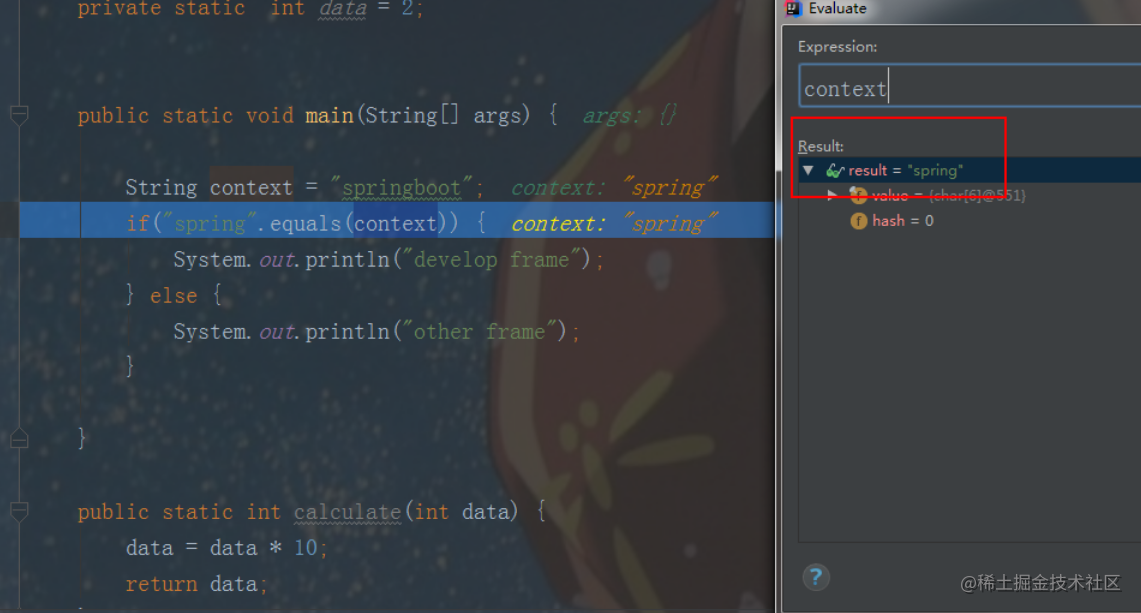 private static  int data = 2;
public static void main(String[] args) {  args: {}
String context = "springboot";  context: "spring"
if("spring".equals(context)) {  context: "spring"
System.out.println("develop frame");
} else {
System.out.println("other frame");
}
}
public static int calculate(int data) {
data = data * 10;
return data;
Evaluate
Expression:
context
Result:
result = "spring"
value = {char[6]@551}
hash = 0
?
@稀土掘金技术社区